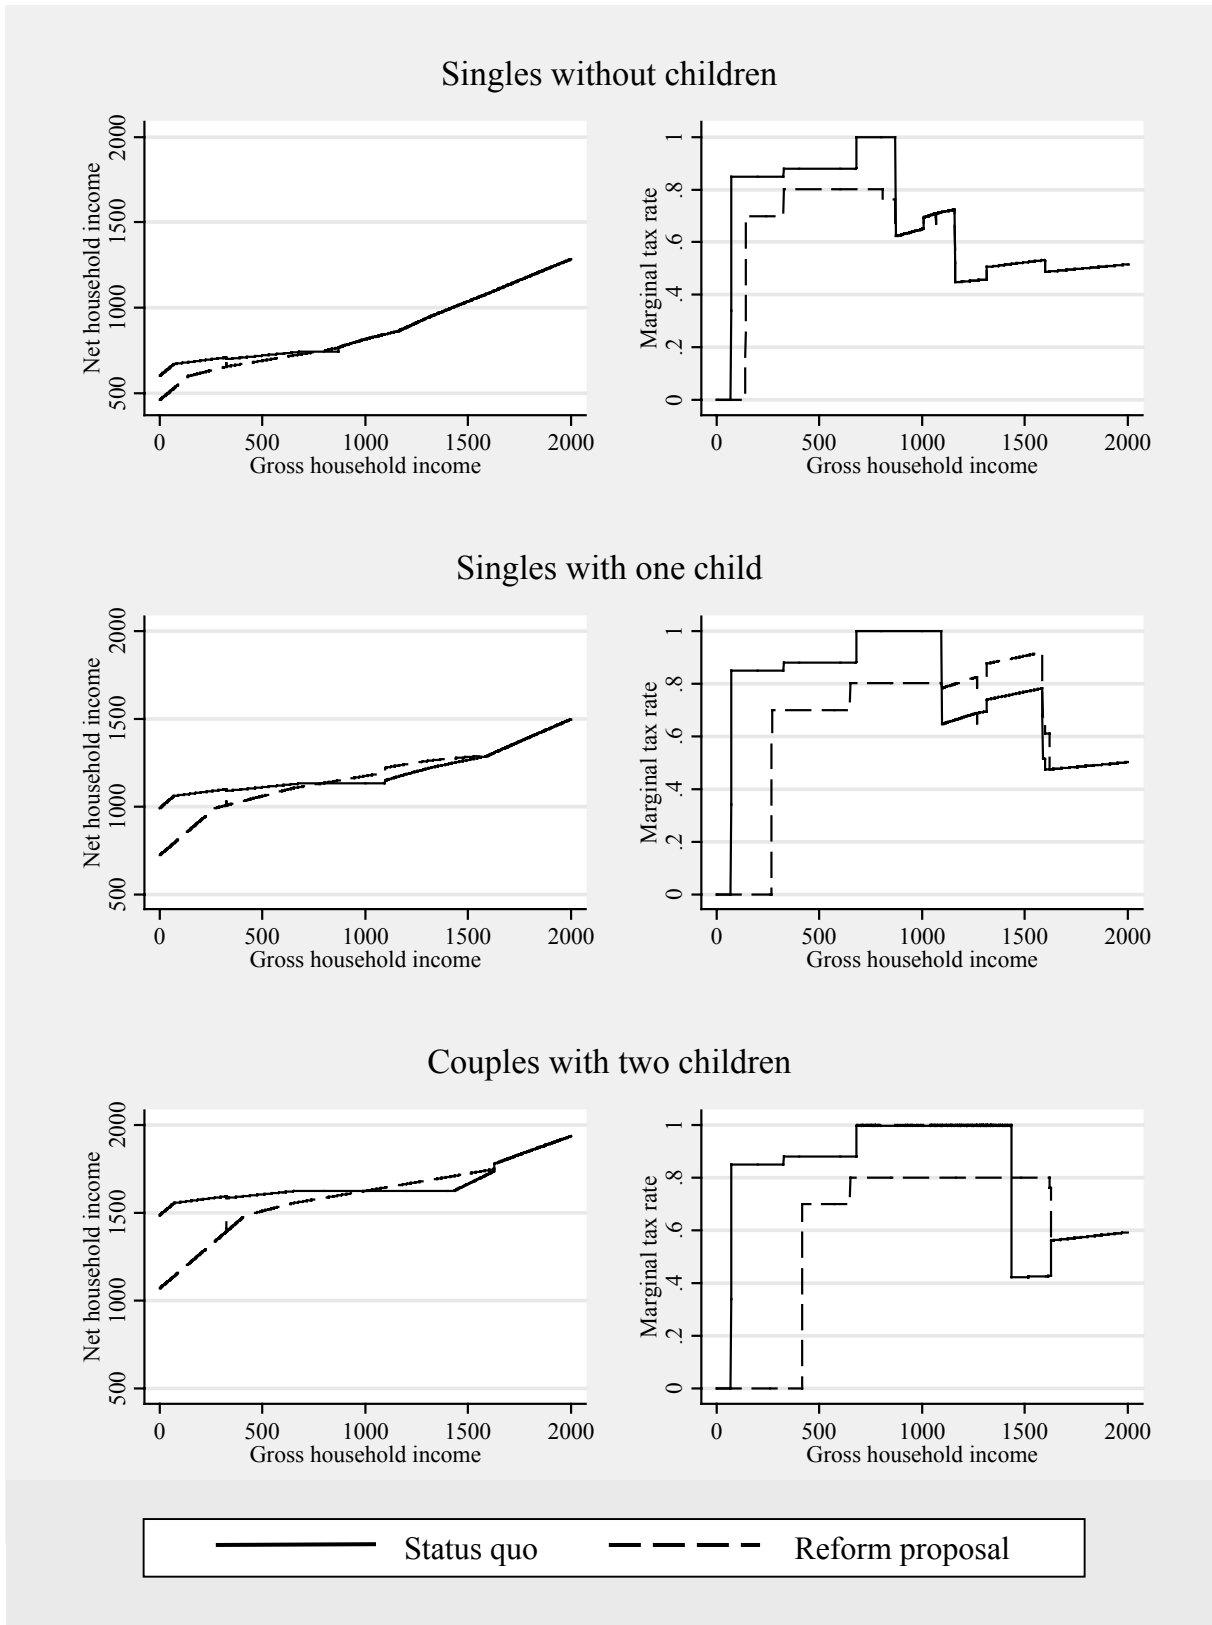 Singles without children
Net household income
2000
1500
1000
500
0 500 1000 1500 2000
Gross household income
Marginal tax rate
1
.8
.6
.4
.2
0
0 500 1000 1500 2000
Gross household income
Singles with one child
Net household income
2000
1500
1000
500
0 500 1000 1500 2000
Gross household income
Marginal tax rate
1
.8
.6
.4
.2
0
0 500 1000 1500 2000
Gross household income
Couples with two children
Net household income
2000
1500
1000
500
0 500 1000 1500 2000
Gross household income
Marginal tax rate
1
.8
.6
.4
.2
0
0 500 1000 1500 2000
Gross household income
Status quo Reform proposal